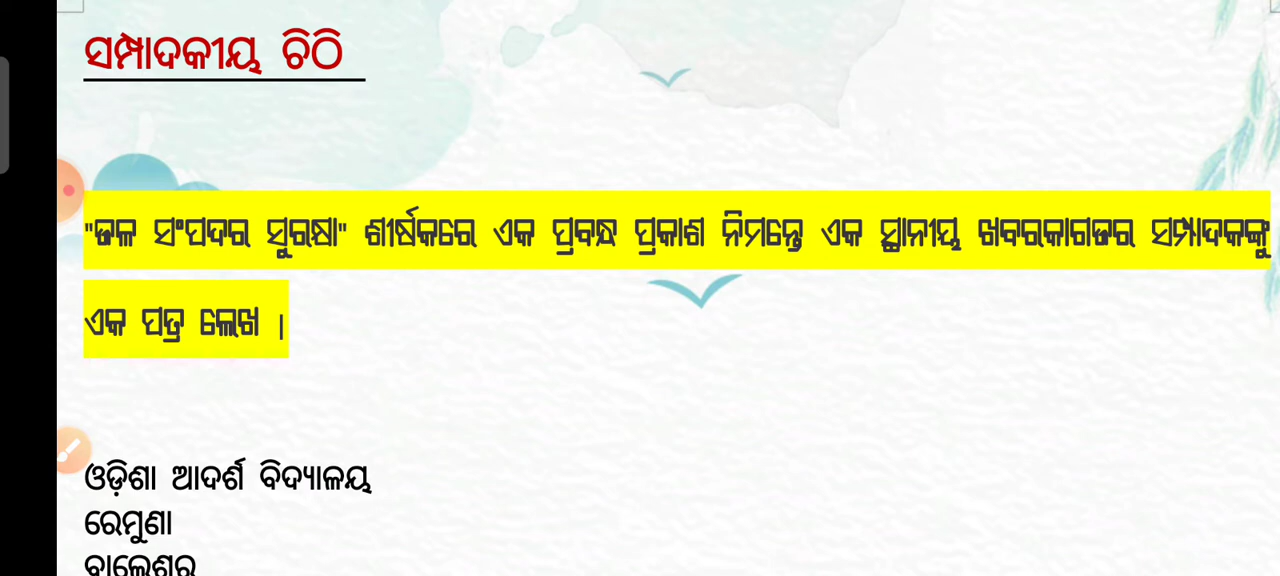 ସମ୍ପାଦକୀୟ ଚିଠି
"ଜଳ ସଂପଦର ସୁରକ୍ଷା" ଶୀର୍ଷକରେ ଏକ ପ୍ରବନ୍ଧ ପ୍ରକାଶ ନିମନ୍ତେ ଏକ ସ୍ଥାନୀୟ ଖବରକାଗଜର ସମ୍ପାଦକଙ୍କୁ
ଏକ ପତ୍ର ଲେଖ |
ଓଡ଼ିଶା ଆଦର୍ଶ ବିଦ୍ୟାଳୟ
ରେମୁଣା
ବାଲେଶ୍ୱର